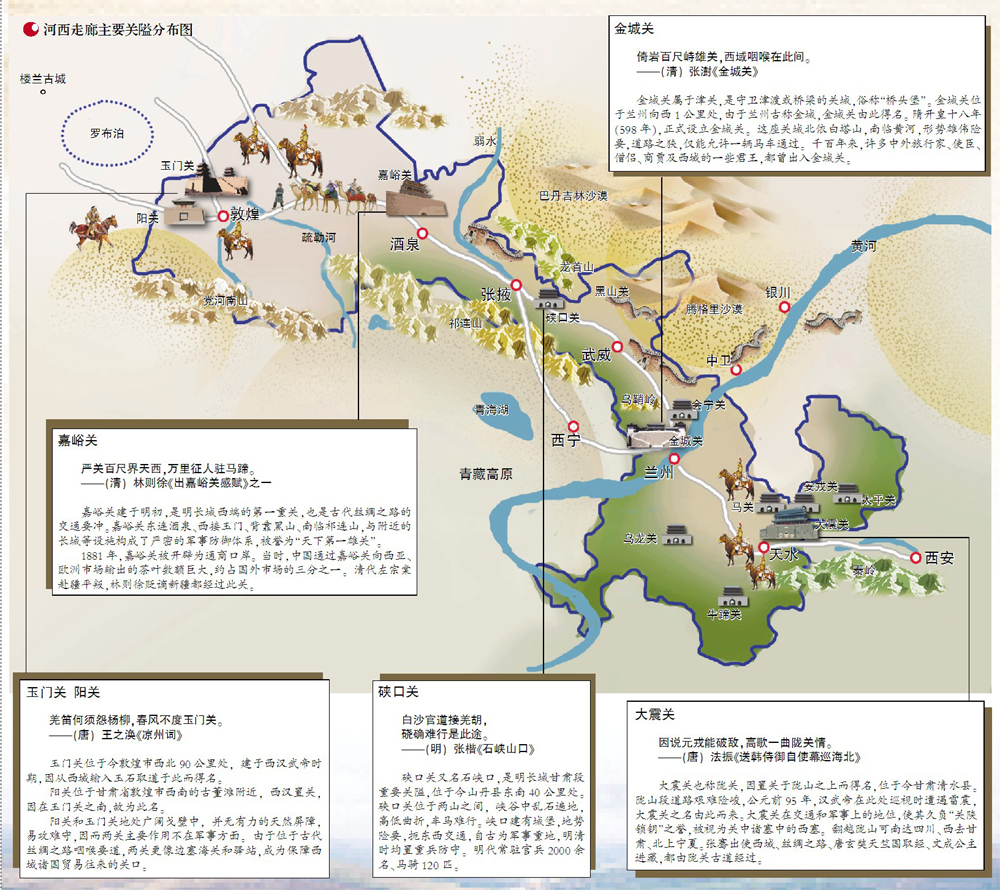 河西走廊主要关隘分布图
金城关
倚岩百尺峙雄关,西域咽喉在此间。
——(清) 张澍《金城关》
金城关属于津关,是守卫津渡或桥梁的关城,俗称“桥头堡”。金城关位
于兰州向西1公里处,由于兰州古称金城,金城关由此得名。隋开皇十八年
(598年),正式设立金城关。这座关城北依白塔山,南临黄河,形势雄伟险
要,道路之狭,仅能允许一辆马车通过。千百年来,许多中外旅行家、使臣、
僧侣、商贾及西域的一些君王,都曾出入金城关。
楼兰古城
罗布泊
玉门关
阳关
敦煌
疏勒河
党河南山
嘉峪关
酒泉
弱水
巴丹吉林沙漠
龙首山
张掖
祁连山
硖口关
黑山关
腾格里沙漠
银川
黄河
武威
中卫
乌鞘岭
会宁关
青海湖
西宁
金城关
兰州
青藏高原
马关
安戎关
太平关
大震关
乌龙关
天水
西安
秦岭
牛蹄关
嘉峪关
严关百尺界天西,万里征人驻马蹄。
——(清) 林则徐《出嘉峪关感赋》之一
嘉峪关建于明初,是明长城西端的第一重关,也是古代丝绸之路的
交通要冲。嘉峪关东连酒泉、西接玉门、背靠黑山、南临祁连山,与附近的
长城等设施构成了严密的军事防御体系,被誉为“天下第一雄关”。
1881年,嘉峪关被开辟为通商口岸。当时,中国通过嘉峪关向西亚、
欧洲市场输出的茶叶数额巨大,约占国外市场的三分之一。清代左宗棠
赴疆平叛,林则徐贬谪新疆都经过此关。
玉门关 阳关
羌笛何须怨杨柳,春风不度玉门关。
——(唐) 王之涣《凉州词》
玉门关位于今敦煌市西北90公里处, 建于西汉武帝时
期,因从西域输入玉石取道于此而得名。
阳关位于甘肃省敦煌市西南的古董滩附近, 西汉置关,
因在玉门关之南,故为此名。
阳关和玉门关地处广阔戈壁中, 并无有力的天然屏障,
易攻难守,因而两关主要作用不在军事方面。由于位于古代
丝绸之路咽喉要道,两关更像边塞海关和驿站,成为保障西
域诸国贸易往来的关口。
硖口关
白沙官道接羌胡,
硗确难行是此途。
——(明) 张楷《石峡山口》
硖口关又名石峡口,是明长城甘肃段
重要关隘,位于今山丹县东南40公里处。
硖口关位于两山之间, 峡谷中乱石遍地,
高低曲折,车马难行。硖口建有城堡,地势
险要,扼东西交通,自古为军事重地,明清
时均置重兵防守。明代常驻官兵2000余
名、马骑120匹。
大震关
因说元戎能破敌,高歌一曲陇关情。
——(唐) 法振《送韩侍御自使幕巡海北》
大震关也称陇关,因置关于陇山之上而得名,位于今甘肃清水县。
陇山段道路艰难险峻,公元前95年,汉武帝在此处巡视时遭遇雷震,
大震关之名由此而来。大震关在交通和军事上的地位,使其久负“关陕
锁钥”之誉,被视为关中诸塞中的西塞。翻越陇山可南达四川、西去甘
肃、北上宁夏。张骞出使西域、丝绸之路、唐玄奘天竺国取经、文成公主
进藏,都由陇关古道经过。